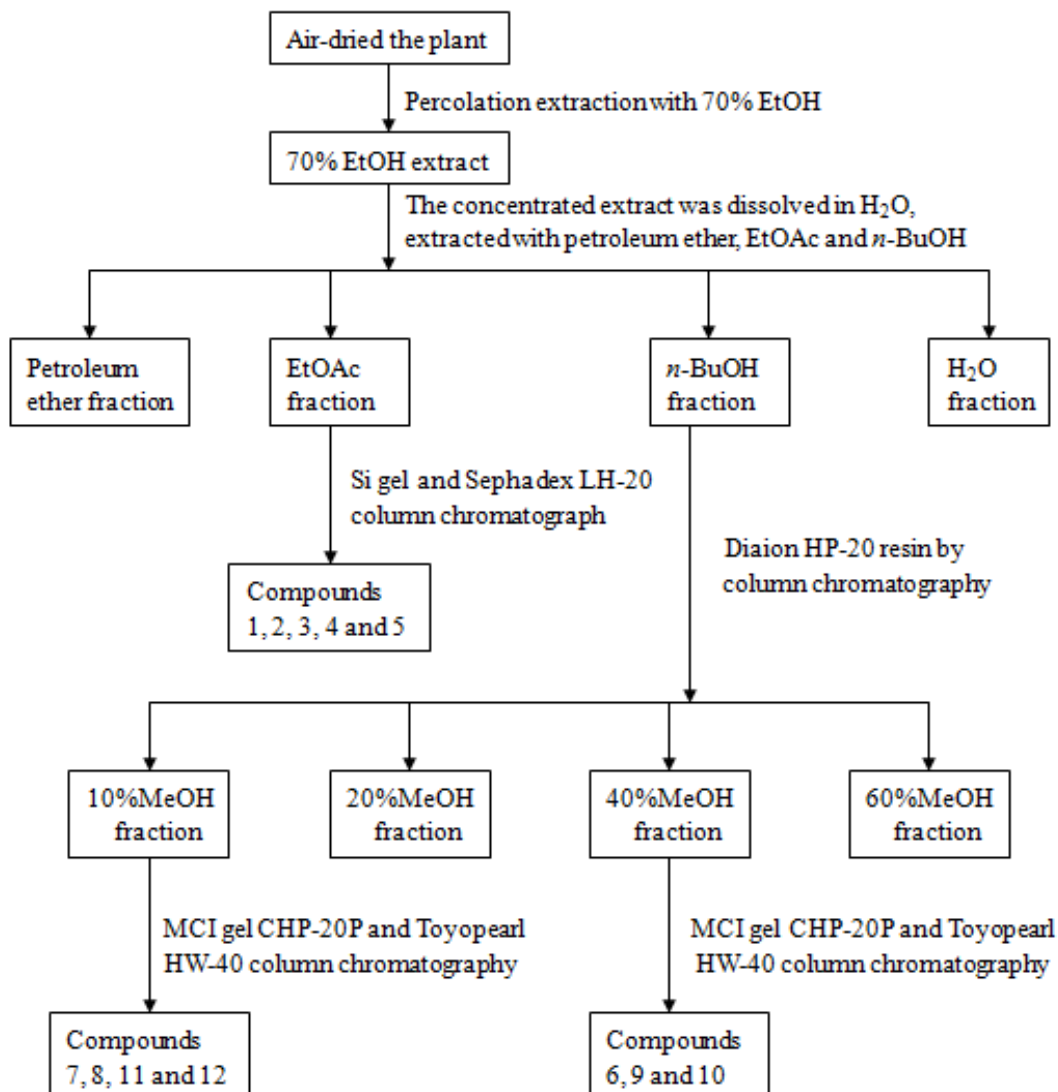 Air-dried the plant
Percolation extraction with 70% EtOH
70% EtOH extract
The concentrated extract was dissolved in H₂O,
extracted with petroleum ether, EtOAc and n-BuOH
Petroleum
ether fraction
EtOAc
fraction
n-BuOH
fraction
H₂O
fraction
Si gel and Sephadex LH-20
column chromatograph
Diaion HP-20 resin by
column chromatography
Compounds
1, 2, 3, 4 and 5
10%MeOH
fraction
20%MeOH
fraction
40%MeOH
fraction
60%MeOH
fraction
MCI gel CHP-20P and Toyopearl
HW-40 column chromatography
MCI gel CHP-20P and Toyopearl
HW-40 column chromatography
Compounds
7, 8, 11 and 12
Compounds
6, 9 and 10